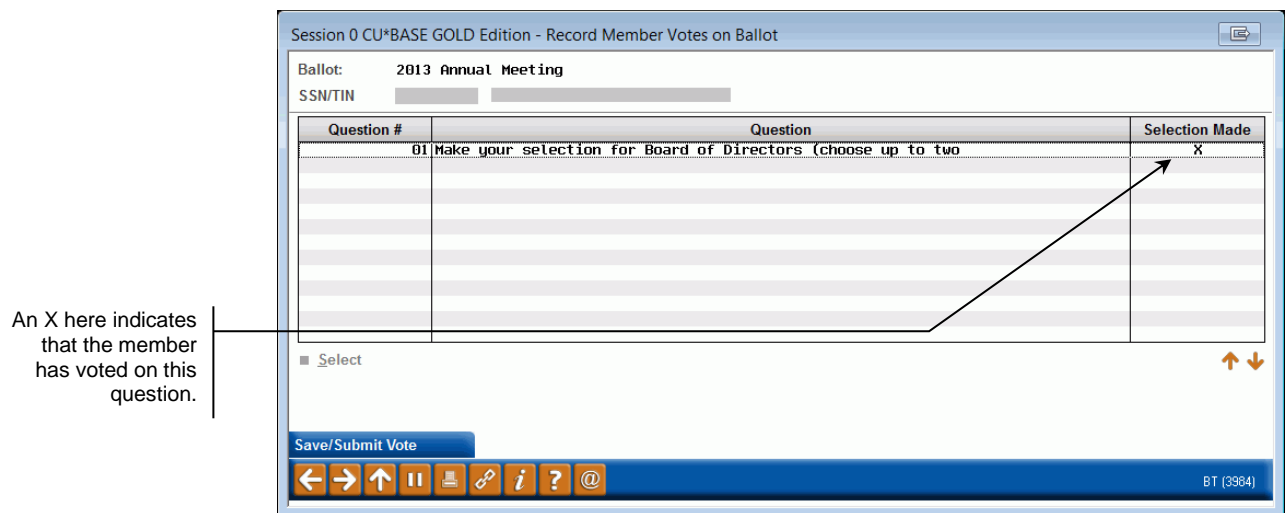 Session 0 CU*BASE GOLD Edition - Record Member Votes on Ballot
Ballot: 2013 Annual Meeting
SSN/TIN
Question # Question Selection Made
01 Make your selection for Board of Directors (choose up to two X
An X here indicates
that the member
has voted on this
question.
Select
Save/Submit Vote
i ? @
BT (3984)